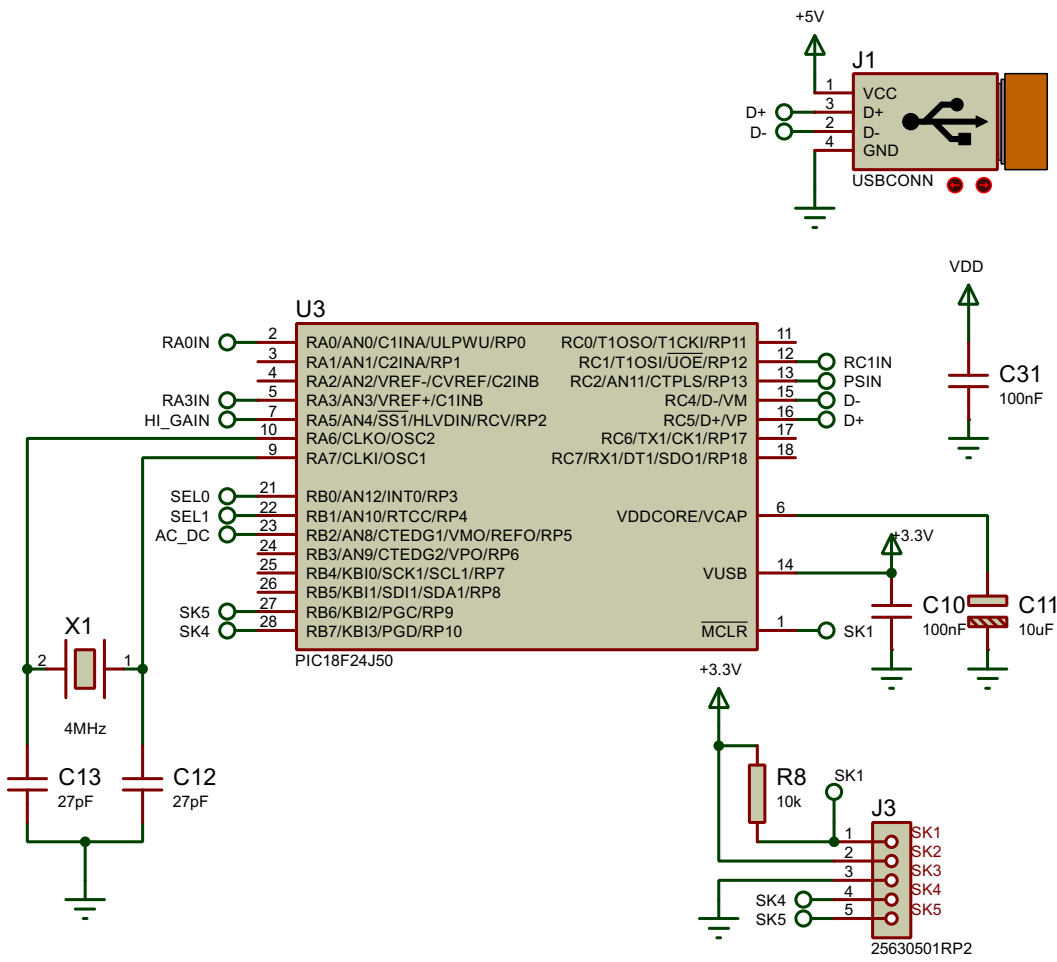 +5V
J1
1 VCC
D+ 3 D+
D- 2 D-
4 GND
USBCONN
VDD
U3
RA0IN 2 RA0/AN0/C1INA/ULPWU/RP0 RC0/T1OSO/T1CKI/RP11 11
3 RA1/AN1/C2INA/RP1 RC1/T1OSI/UOE/RP12 12 RC1IN
4 RA2/AN2/VREF-/CVREF/C2INB RC2/AN11/CTPLS/RP13 13 PSIN
RA3IN 5 RA3/AN3/VREF+/C1INB RC4/D-/VM 15 D-
HI_GAIN 7 RA5/AN4/SS1/HLVDIN/RCV/RP2 RC5/D+/VP 16 D+
10 RA6/CLKO/OSC2 RC6/TX1/CK1/RP17 17
9 RA7/CLKI/OSC1 RC7/RX1/DT1/SDO1/RP18 18
C31
100nF
SEL0 21 RB0/AN12/INT0/RP3
SEL1 22 RB1/AN10/RTCC/RP4 VDDCORE/VCAP 6
AC_DC 23 RB2/AN8/CTEDG1/VMO/REFO/RP5
+3.3V
24 RB3/AN9/CTEDG2/VPO/RP6
25 RB4/KBI0/SCK1/SCL1/RP7 VUSB 14
26 RB5/KBI1/SDI1/SDA1/RP8
SK5 27 RB6/KBI2/PGC/RP9
SK4 28 RB7/KBI3/PGD/RP10 MCLR 1 SK1
C10
100nF
C11
10uF
PIC18F24J50
X1
2 1
4MHz
+3.3V
C13
27pF
C12
27pF
R8
10k
SK1
J3
1 SK1
2 SK2
3 SK3
SK4 4 SK4
SK5 5 SK5
25630501RP2